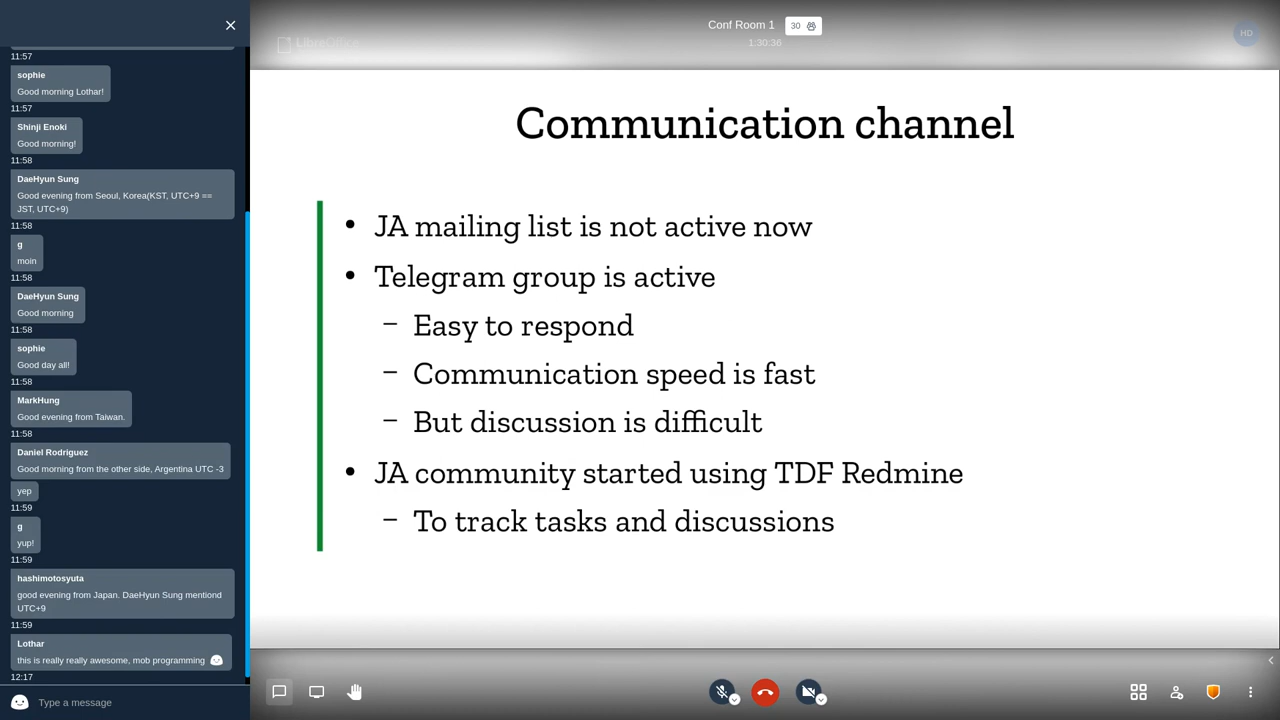 11:57
sophie
Good morning Lothar!
11:57
Shinji Enoki
Good morning!
11:58
DaeHyun Sung
Good evening from Seoul, Korea(KST, UTC+9 ==
JST, UTC+9)
11:58
g
moin
11:58
DaeHyun Sung
Good morning
11:58
sophie
Good day all!
11:58
MarkHung
Good evening from Taiwan.
11:58
Daniel Rodriguez
Good morning from the other side, Argentina UTC -3
yep
11:59
g
yup!
11:59
hashimotosyuta
good evening from Japan. DaeHyun Sung mentiond
UTC+9
11:59
Lothar
this is really really awesome, mob programming
12:17
Type a message
LibreOffice
Conf Room 1
30
1:30:36
HD
Communication channel
• JA mailing list is not active now
• Telegram group is active
– Easy to respond
– Communication speed is fast
– But discussion is difficult
• JA community started using TDF Redmine
– To track tasks and discussions